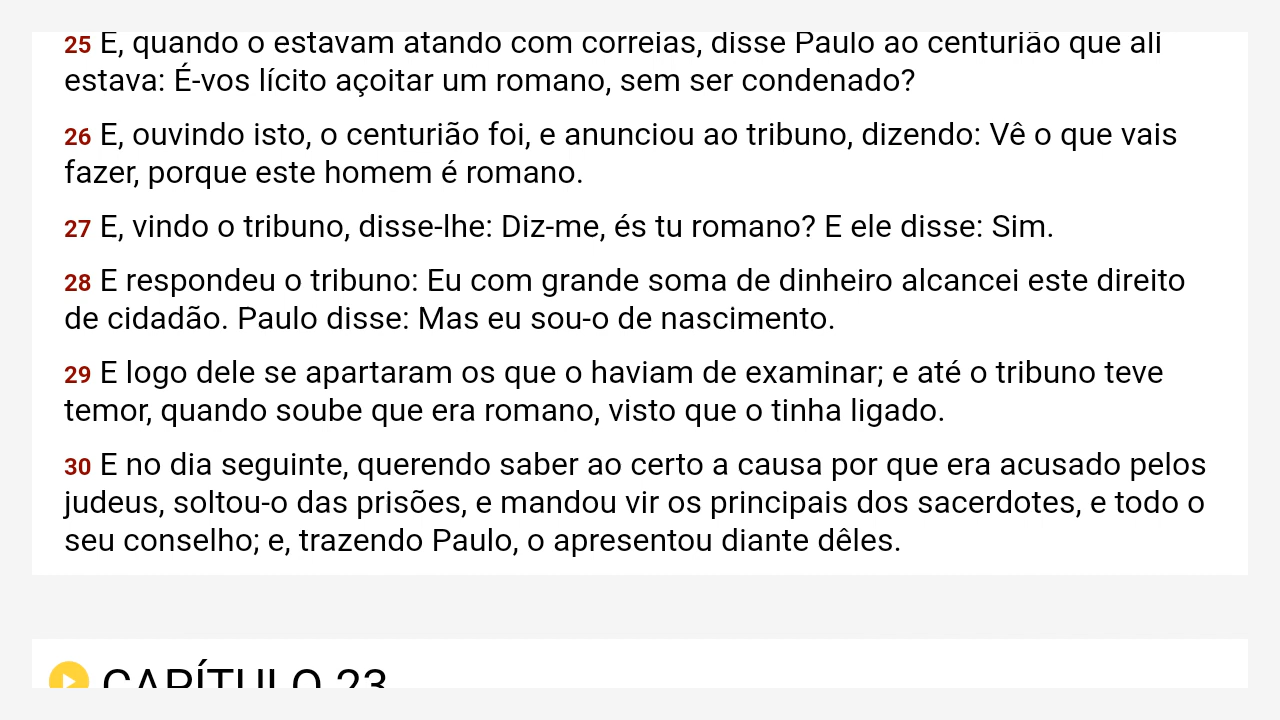 25 E, quando o estavam atando com correias, disse Paulo ao centurião que ali
estava: É-vos lícito açoitar um romano, sem ser condenado?
26 E, ouvindo isto, o centurião foi, e anunciou ao tribuno, dizendo: Vê o que vais
fazer, porque este homem é romano.
27 E, vindo o tribuno, disse-lhe: Diz-me, és tu romano? E ele disse: Sim.
28 E respondeu o tribuno: Eu com grande soma de dinheiro alcancei este direito
de cidadão. Paulo disse: Mas eu sou-o de nascimento.
29 E logo dele se apartaram os que o haviam de examinar; e até o tribuno teve
temor, quando soube que era romano, visto que o tinha ligado.
30 E no dia seguinte, querendo saber ao certo a causa por que era acusado pelos
judeus, soltou-o das prisões, e mandou vir os principais dos sacerdotes, e todo o
seu conselho; e, trazendo Paulo, o apresentou diante dêles.
CAPÍTULO 23